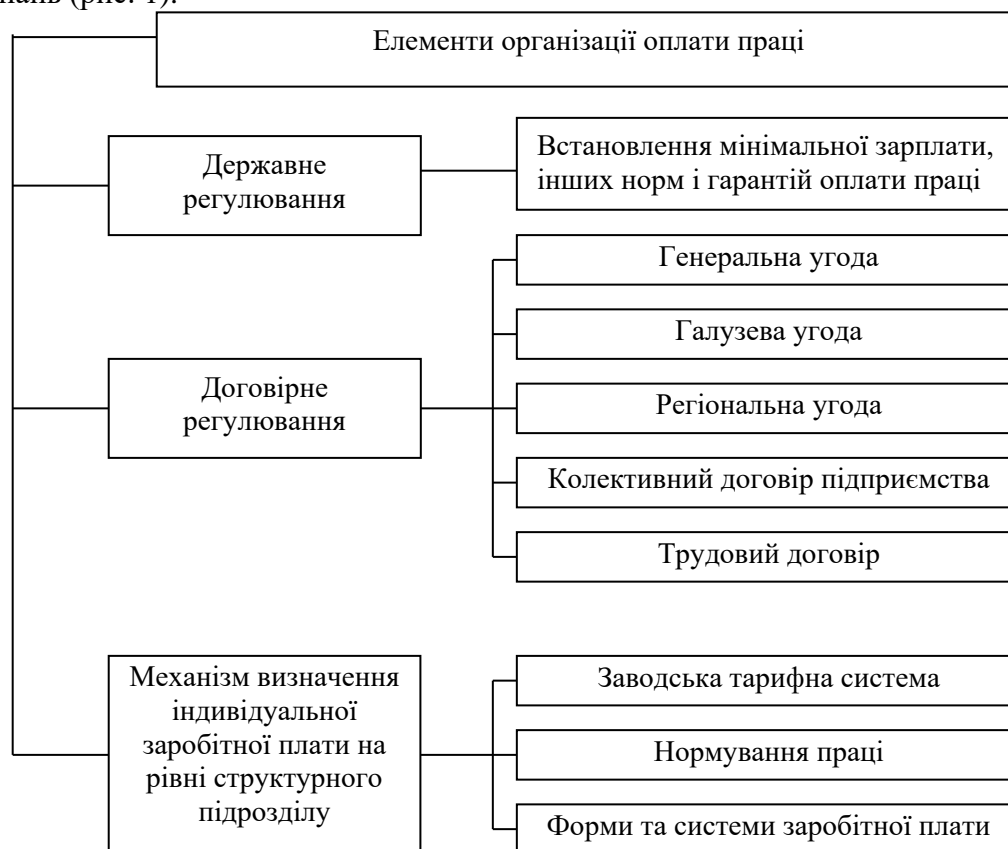 (рис. 1).
Елементи організації оплати праці
Державне
регулювання
Встановлення мінімальної зарплати,
інших норм і гарантій оплати праці
Генеральна угода
Галузева угода
Договірне
регулювання
Регіональна угода
Колективний договір підприємства
Трудовий договір
Механізм визначення
індивідуальної
заробітної плати на
рівні структурного
підрозділу
Заводська тарифна система
Нормування праці
Форми та системи заробітної плати